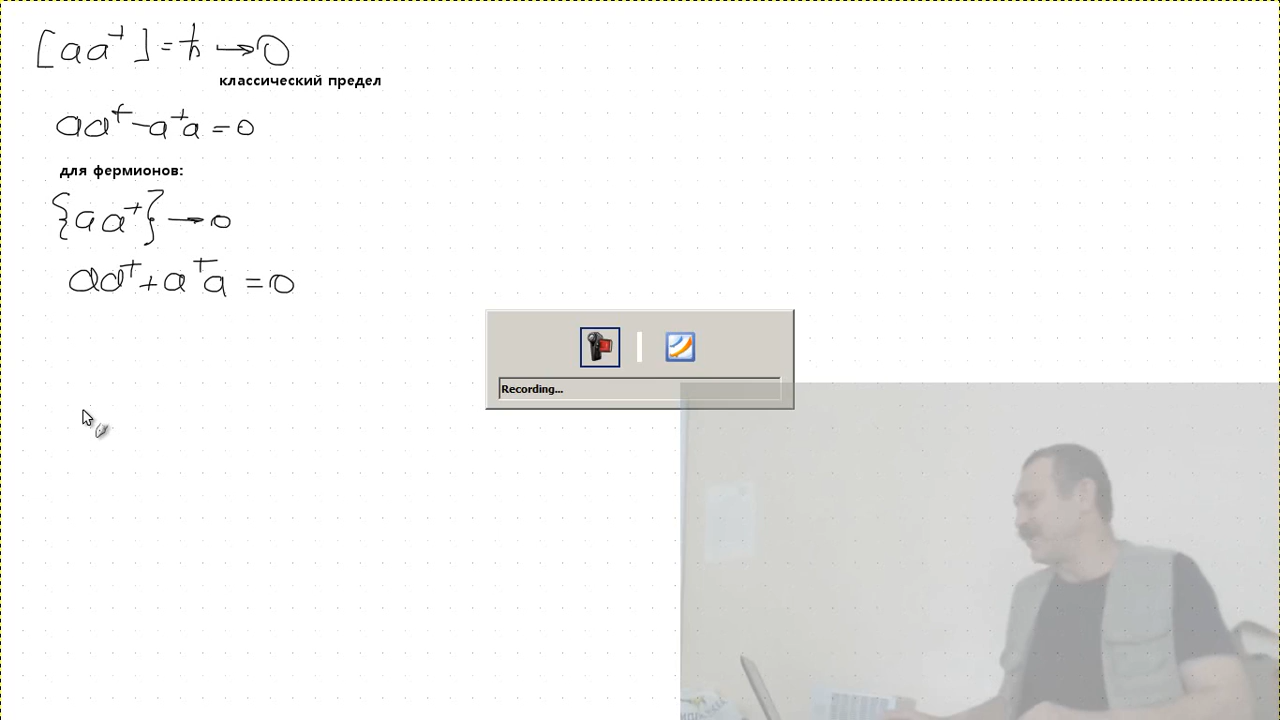 [aa⁺] = ħ → 0
классический предел
aa⁺ - a⁺a = 0
для фермионов:
{aa⁺} → 0
aa⁺ + a⁺a = 0
Recording...